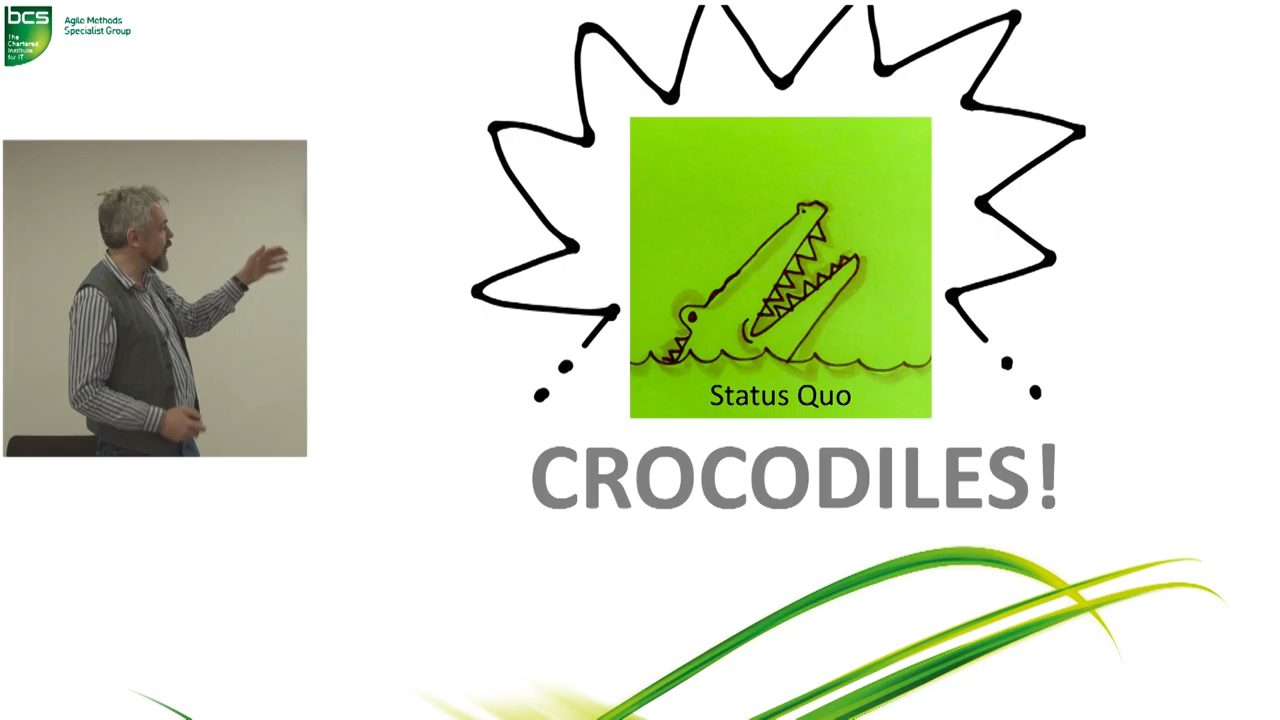 bcs
The
Chartered
Institute
for IT
Agile Methods
Specialist Group
Status Quo
CROCODILES!